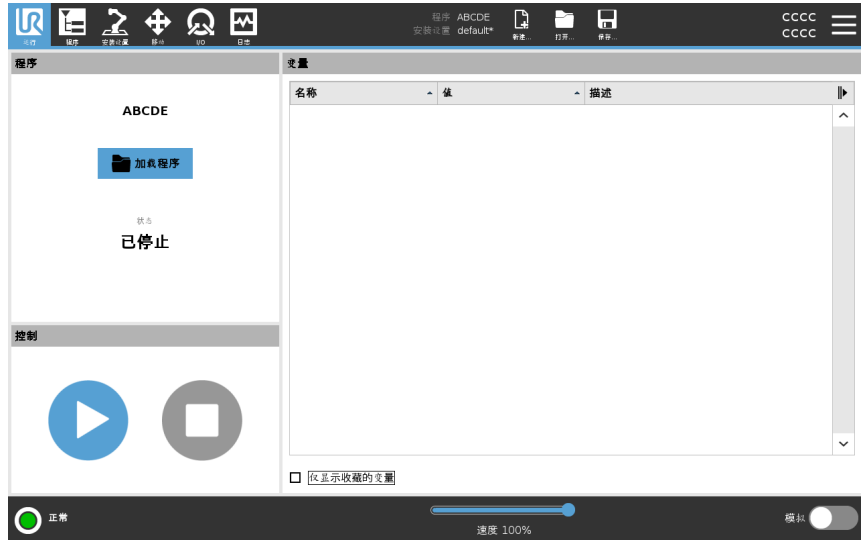 程序 ABCDE
安装设置 default*
CCCC
CCCC
运行 程序 安装设置 移动 I/O 日志 新建... 打开... 保存...
程序
变量
ABCDE
加载程序
状态
已停止
控制
名称 值 描述
仅显示收藏的变量
正常
速度 100%
模拟